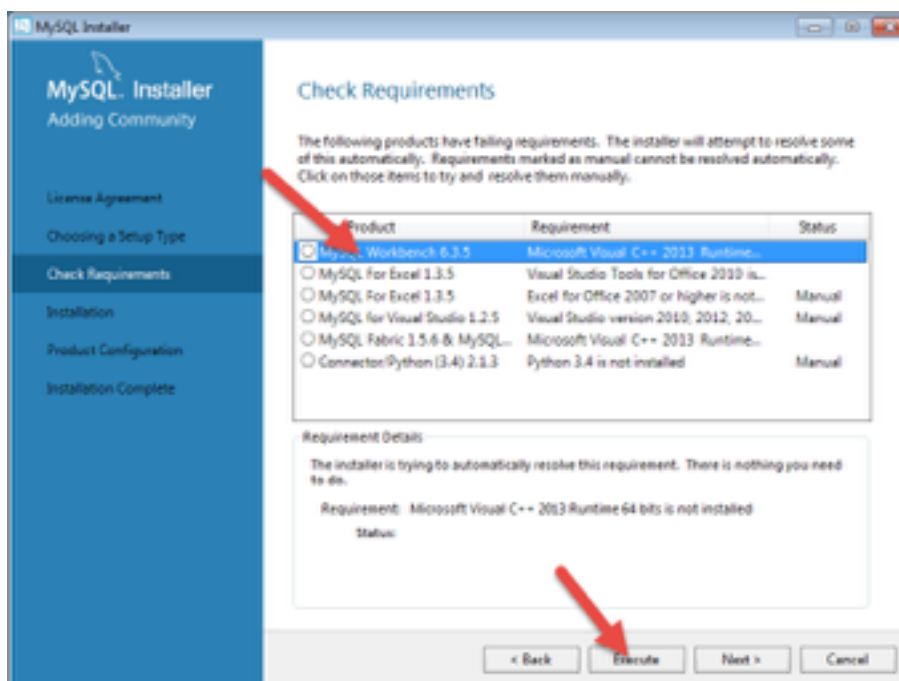 MySQL Installer
MySQL. Installer
Adding Community
License Agreement
Choosing a Setup Type
Check Requirements
Installation
Product Configuration
Installation Complete
Check Requirements
The following products have failing requirements. The installer will attempt to resolve some
of this automatically. Requirements marked as manual cannot be resolved automatically.
Click on those items to try and resolve them manually.
Product Requirement Status
MySQL Workbench 6.3.5 Microsoft Visual C++ 2013 Runtime...
MySQL For Excel 1.3.5 Visual Studio Tools for Office 2010 is...
MySQL For Excel 1.3.5 Excel for Office 2007 or higher is not... Manual
MySQL for Visual Studio 1.2.5 Visual Studio version 2010, 2012, 20... Manual
MySQL Fabric 1.5.6 & MySQL... Microsoft Visual C++ 2013 Runtime...
Connector/Python (3.4) 2.1.3 Python 3.4 is not installed Manual
Requirement Details
The installer is trying to automatically resolve this requirement. There is nothing you need
to do.
Requirement: Microsoft Visual C++ 2013 Runtime 64 bits is not installed
Status:
< Back Execute Next > Cancel